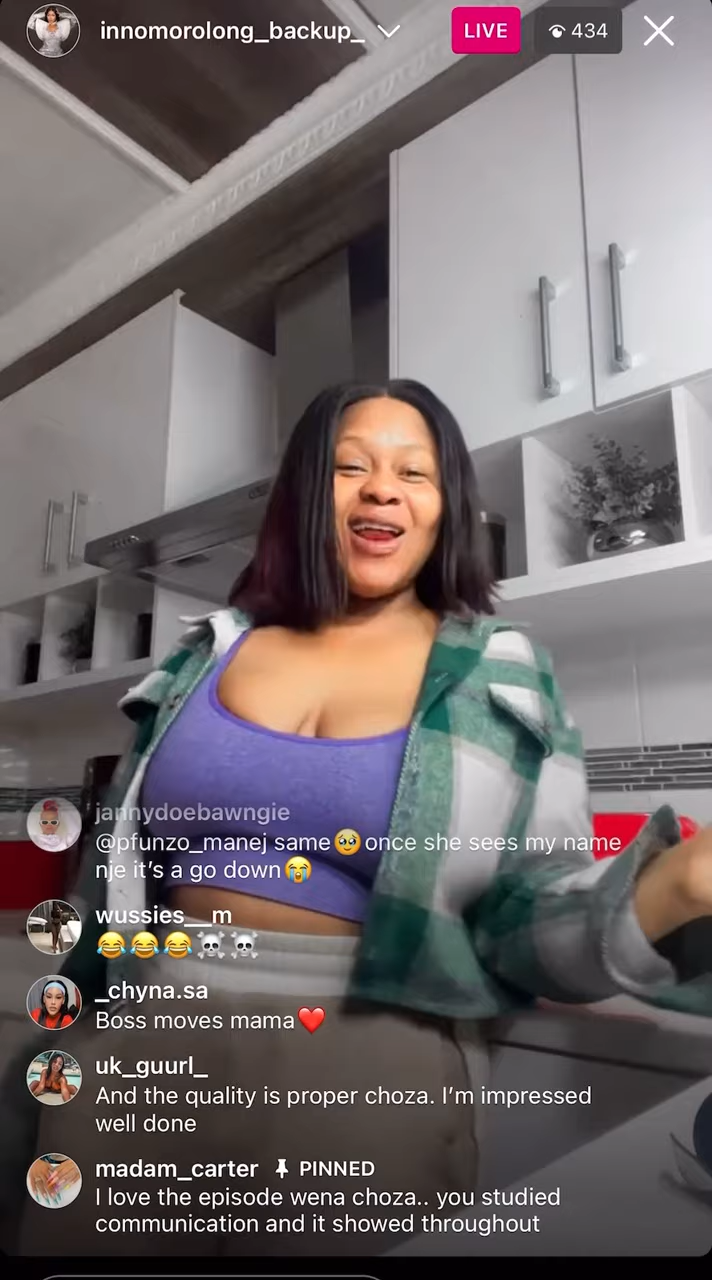 innomorolong_backup_
LIVE
434
jannydoebawngie
@pfunzo_manej same🥹once she sees my name
nje it’s a go down😭
wussies__m
😂😂😂☠️☠️
_chyna.sa
Boss moves mama❤️
uk_guurl_
And the quality is proper choza. I’m impressed
well done
madam_carter PINNED
I love the episode wena choza.. you studied
communication and it showed throughout